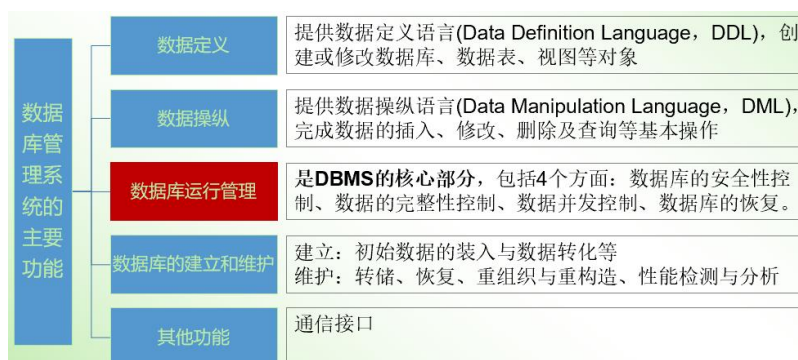 数据
库管
理系
统的
主要
功能
数据定义
提供数据定义语言(Data Definition Language，DDL)，创
建或修改数据库、数据表、视图等对象
数据操纵
提供数据操纵语言(Data Manipulation Language，DML)，
完成数据的插入、修改、删除及查询等基本操作
数据库运行管理
是DBMS的核心部分，包括4个方面：数据库的安全性控
制、数据的完整性控制、数据并发控制、数据库的恢复。
数据库的建立和维护
建立：初始数据的装入与数据转化等
维护：转储、恢复、重组织与重构造、性能检测与分析
其他功能
通信接口